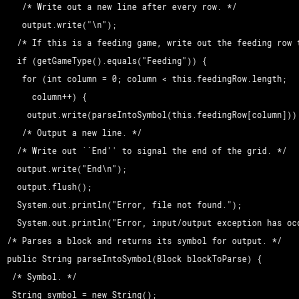 /* Output a new line after every row. */
output.write("\n");
/* If this is a feeding game, write out the feeding row
if (getGameType().equals("Feeding")) {
for (int column = 0; column < this.feedingRow.length;
column++) {
output.write(parseIntoSymbol(this.feedingRow[column]))
/* Output a new line. */
/* Write out ``End'' to signal the end of the grid. */
output.write("End\n");
output.flush();
System.out.println("Error, file not found.");
System.out.println("Error, input/output exception has occ
/* Parses a block and returns its symbol for output. */
public String parseIntoSymbol(Block blockToParse) {
/* Symbol. */
String symbol = new String();